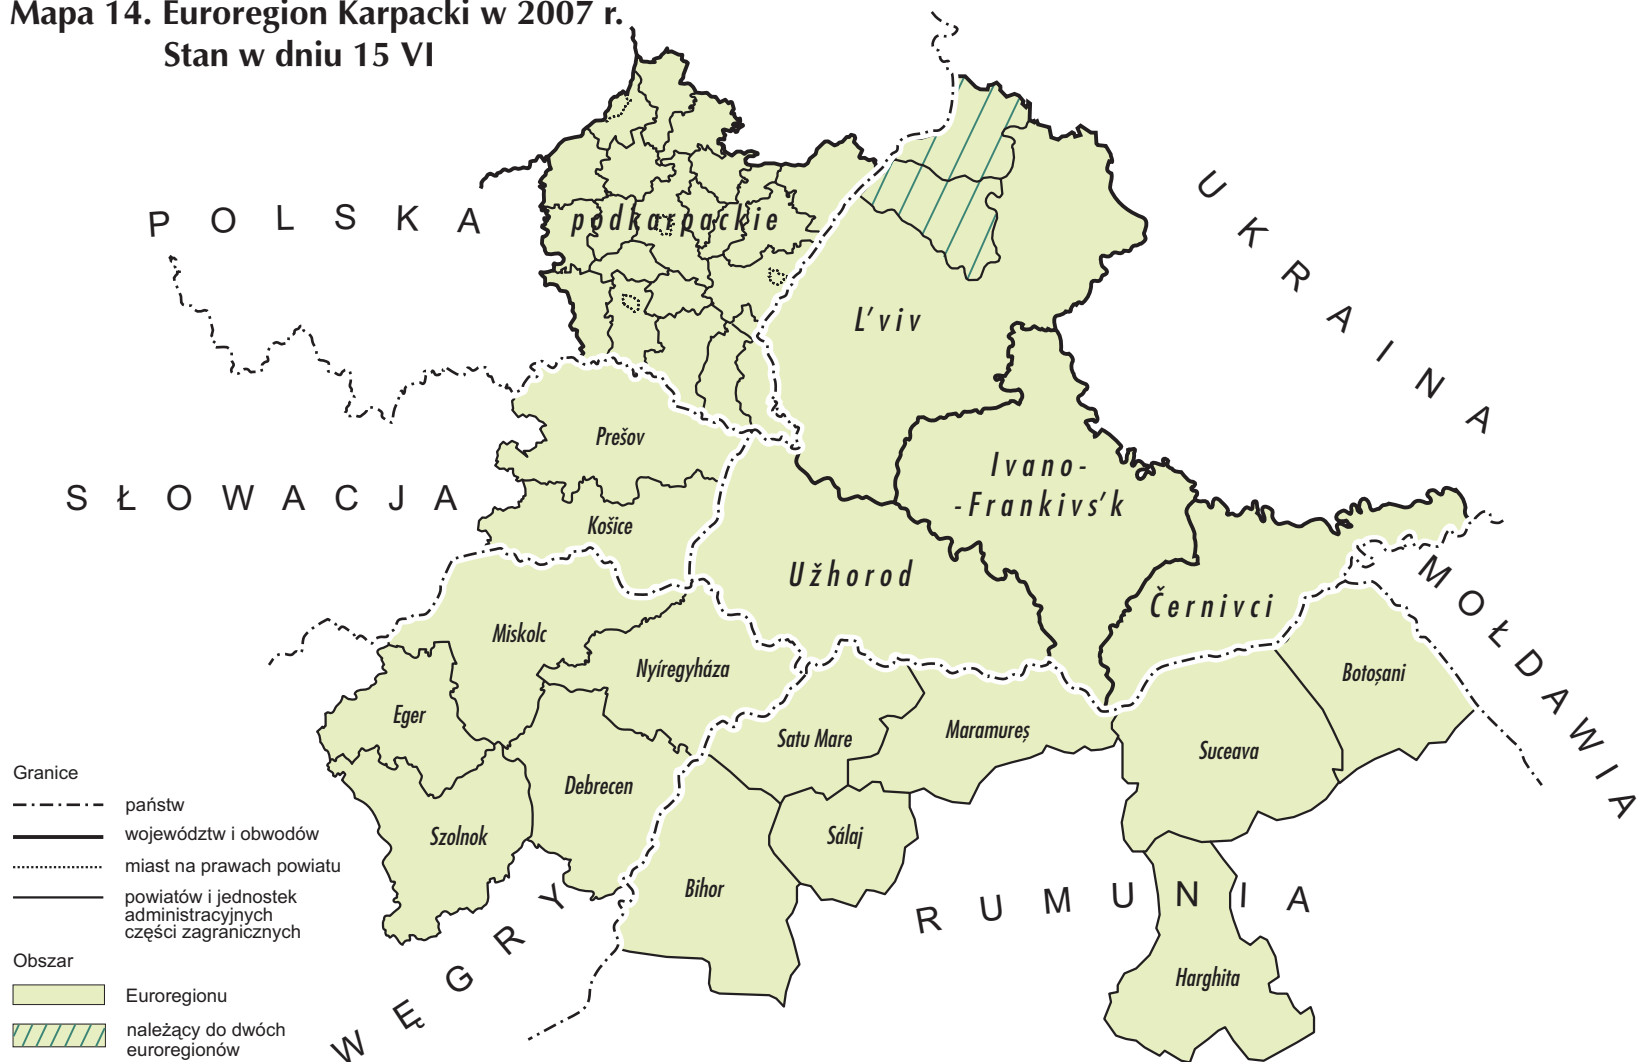 Mapa 14. Euroregion Karpacki w 2007 r.
Stan w dniu 15 VI
POLSKA
UKRAINA
podkarpackie
L'viv
Prešov
Ivano-
-Frankivs'k
SŁOWACJA
Košice
Užhorod
Černivci
MOŁDAWIA
Miskolc
Nyíregyháza
Botoșani
Eger
Satu Mare
Maramureș
Suceava
Debrecen
Szolnok
Sálaj
Bihor
RUMUNIA
WĘGRY
Harghita
Granice
państw
województw i obwodów
miast na prawach powiatu
powiatów i jednostek
administracyjnych
części zagranicznych
Obszar
Euroregionu
należący do dwóch
euroregionów